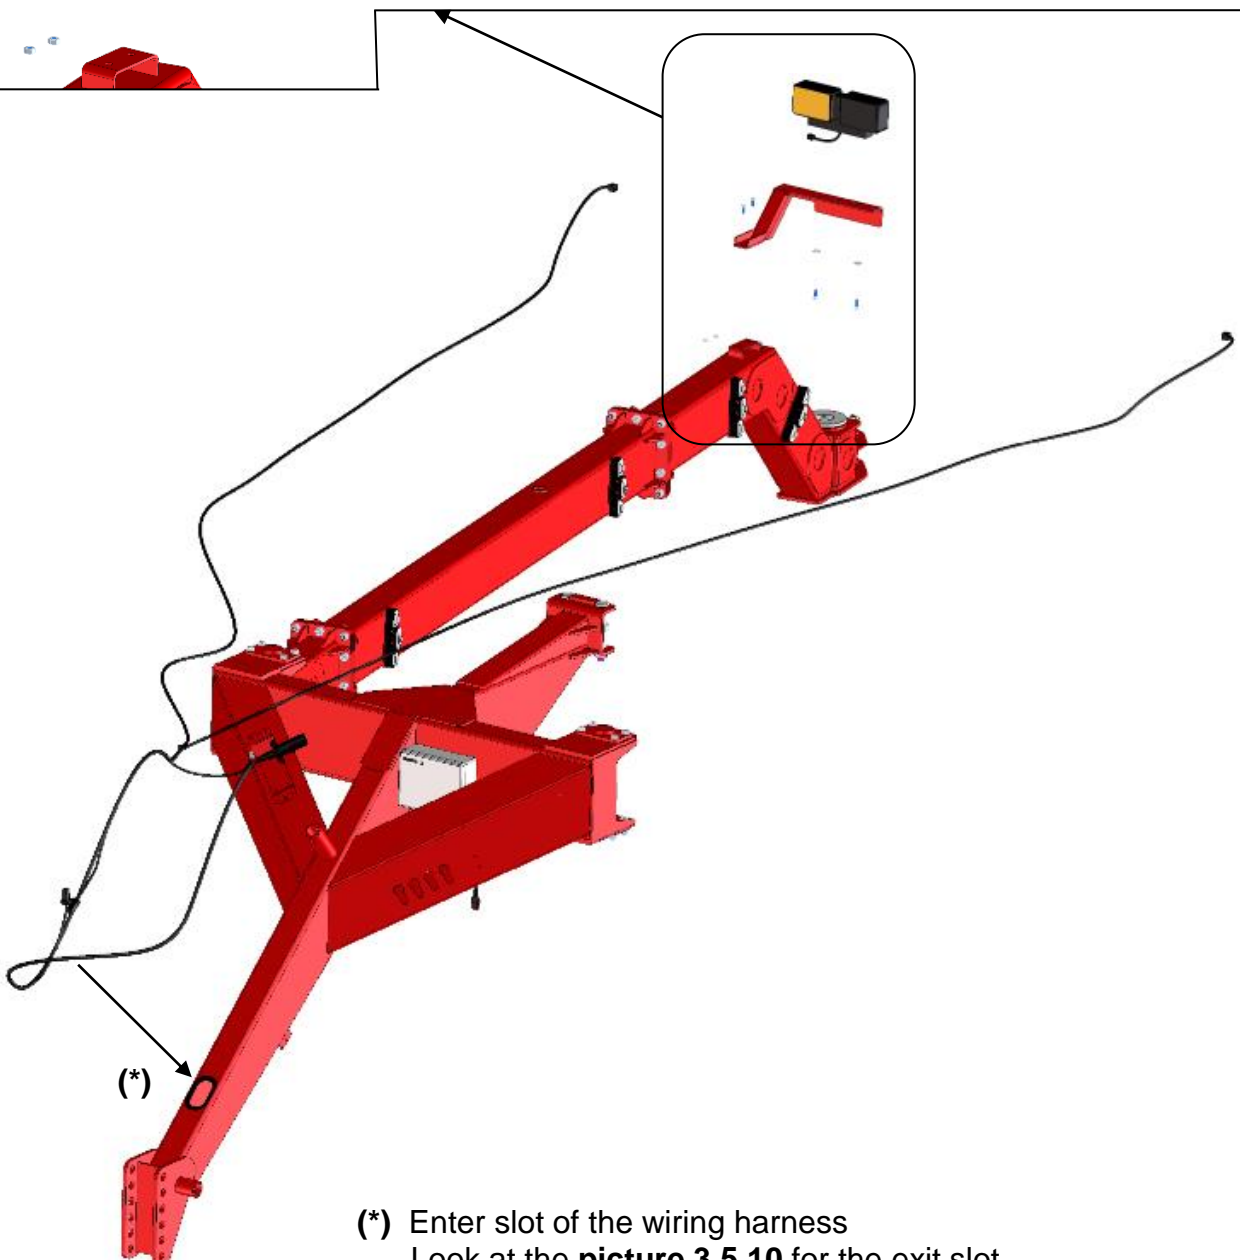 (*)
(*) Enter slot of the wiring harness
Look at the picture 3.5.10 for the exit slot